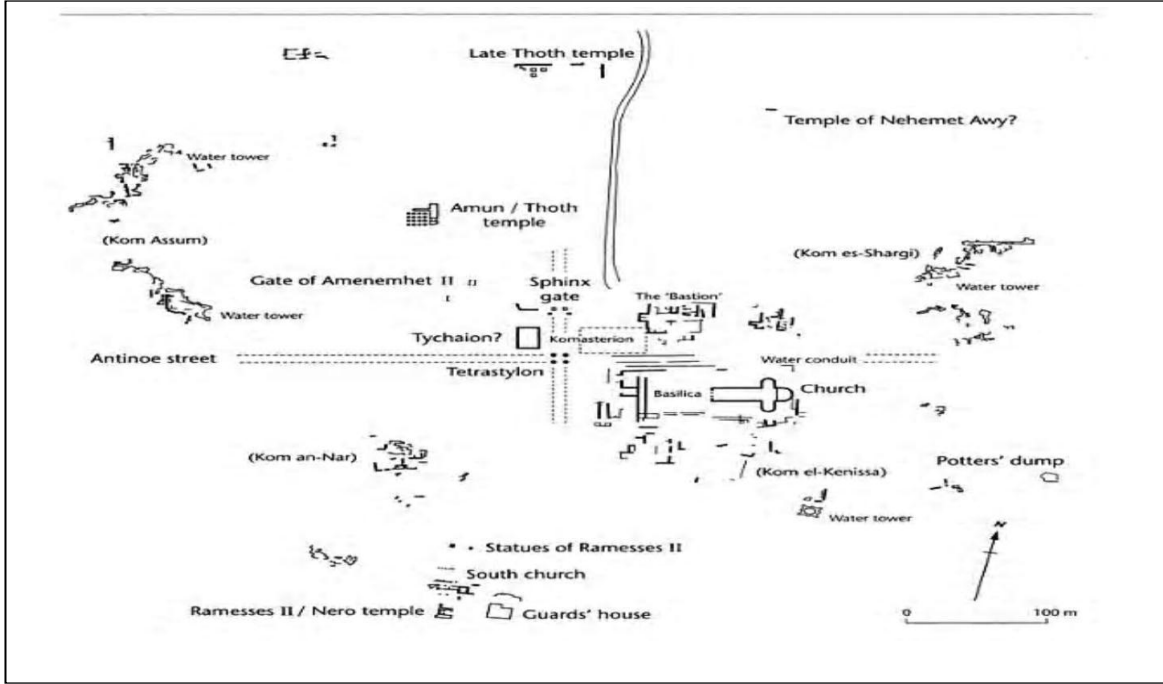 Late Thoth temple
Temple of Nehemet Awy?
Water tower
Amun / Thoth
temple
(Kom Assum)
(Kom es-Shargi)
Gate of Amenemhet II
Sphinx
gate
Water tower
The 'Bastion'
Water tower
Tychaion?
Komasterion
Antinoe street
Water conduit
Tetrastylon
Basilica
Church
(Kom an-Nar)
(Kom el-Kenissa)
Potters' dump
Water tower
N
Statues of Ramesses II
South church
Ramesses II / Nero temple
Guards' house
0 100 m